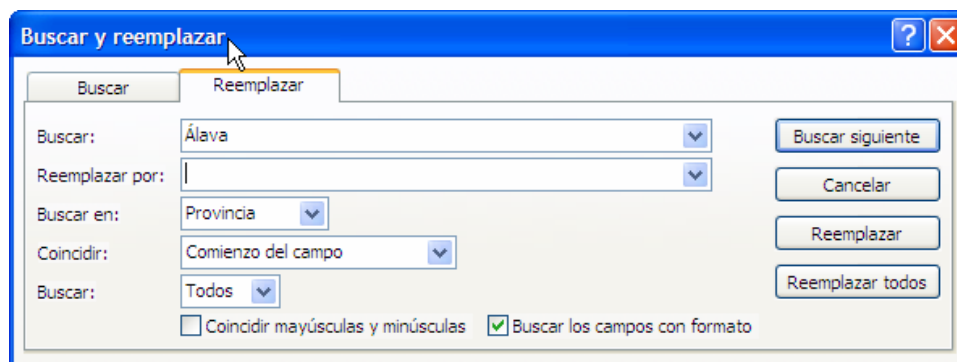 Buscar y reemplazar
Buscar
Reemplazar
Buscar:
Álava
Buscar siguiente
Reemplazar por:
Cancelar
Buscar en:
Provincia
Reemplazar
Coincidir:
Comienzo del campo
Buscar:
Todos
Reemplazar todos
Coincidir mayúsculas y minúsculas
Buscar los campos con formato